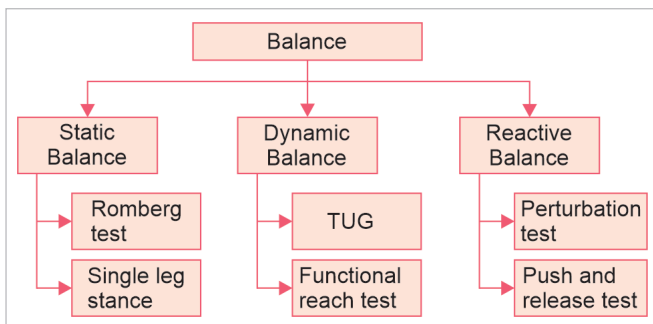 Balance
Static
Balance
Dynamic
Balance
Reactive
Balance
Romberg
test
TUG
Perturbation
test
Single leg
stance
Functional
reach test
Push and
release test